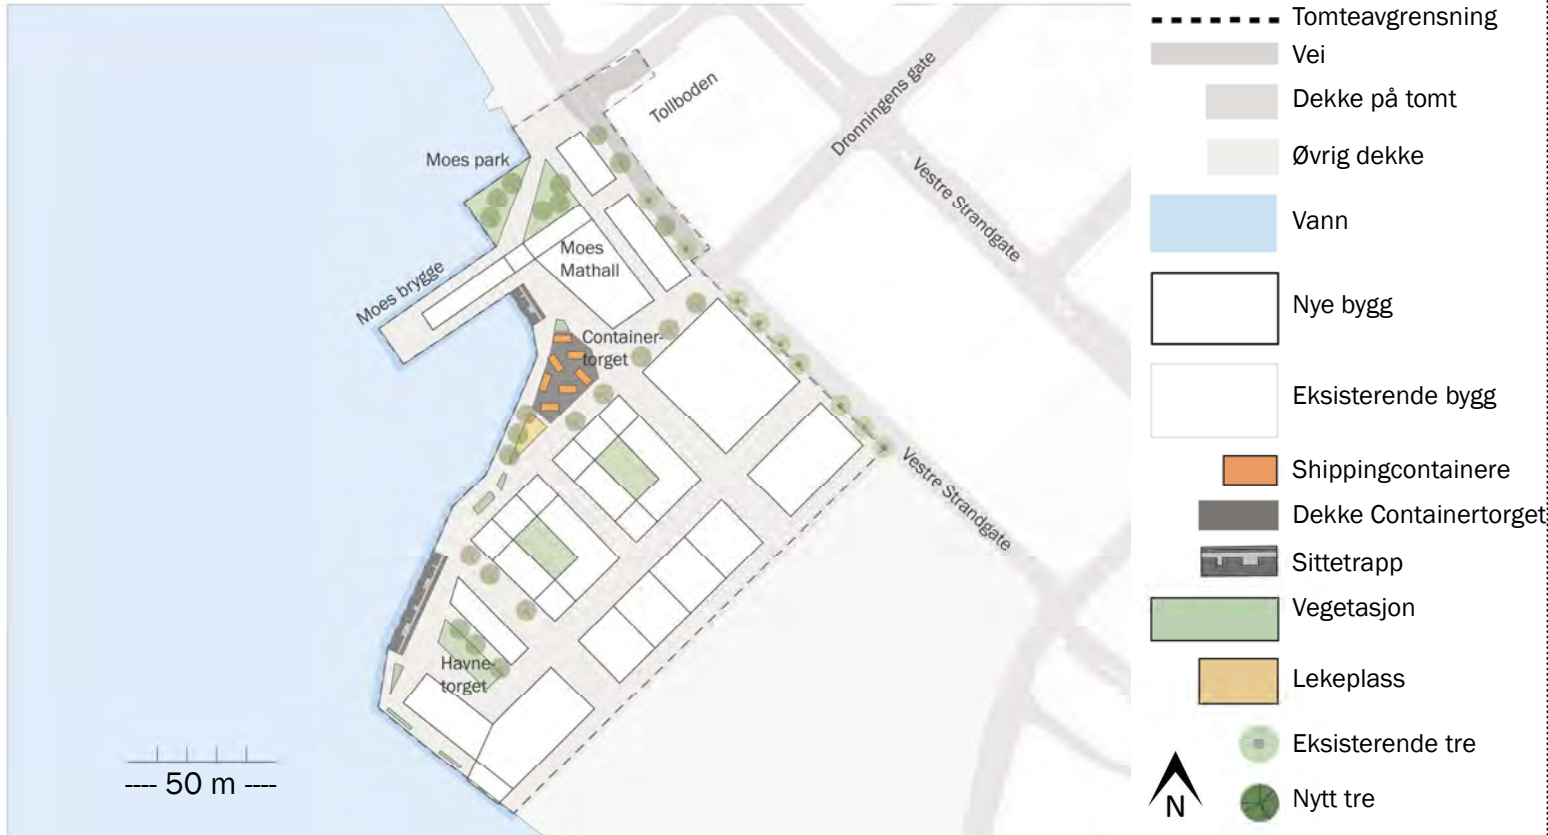 Tollboden
Dronningens gate
Moes park
Vestre Strandgate
Moes
Mathall
Moes brygge
Container-
torget
Vestre Strandgate
Havne-
torget
---- 50 m ----
Tomteavgrensning
Vei
Dekke på tomt
Øvrig dekke
Vann
Nye bygg
Eksisterende bygg
Shippingcontainere
Dekke Containertorget
Sittetrapp
Vegetasjon
Lekeplass
Eksisterende tre
Nytt tre
N